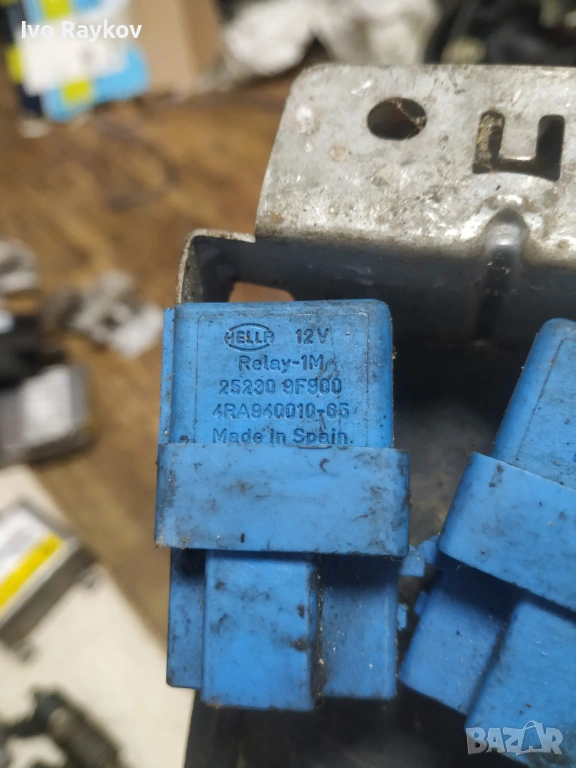 Ivo Raykov
HELLA 12V
Relay-1M
25230 9F900
4RA940010-65
Made in Spain
BAZAR